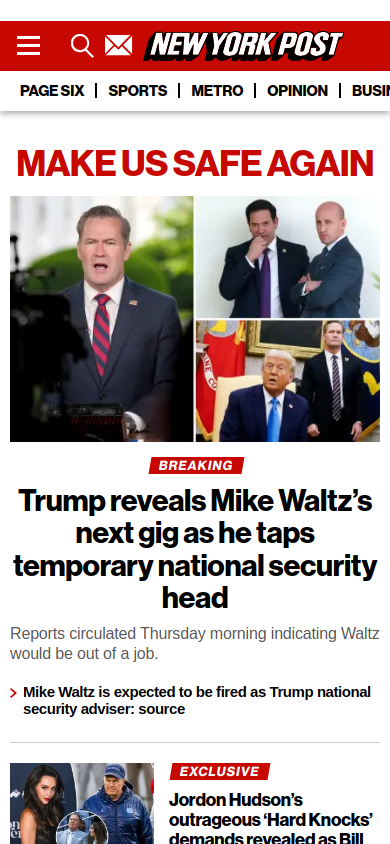 NEW YORK POST
PAGE SIX
SPORTS
METRO
OPINION
BUSI
MAKE US SAFE AGAIN
BREAKING
Trump reveals Mike Waltz’s
next gig as he taps
temporary national security
head
Reports circulated Thursday morning indicating Waltz
would be out of a job.
Mike Waltz is expected to be fired as Trump national
security adviser: source
EXCLUSIVE
Jordon Hudson’s
outrageous ‘Hard Knocks’
demands revealed as Bill